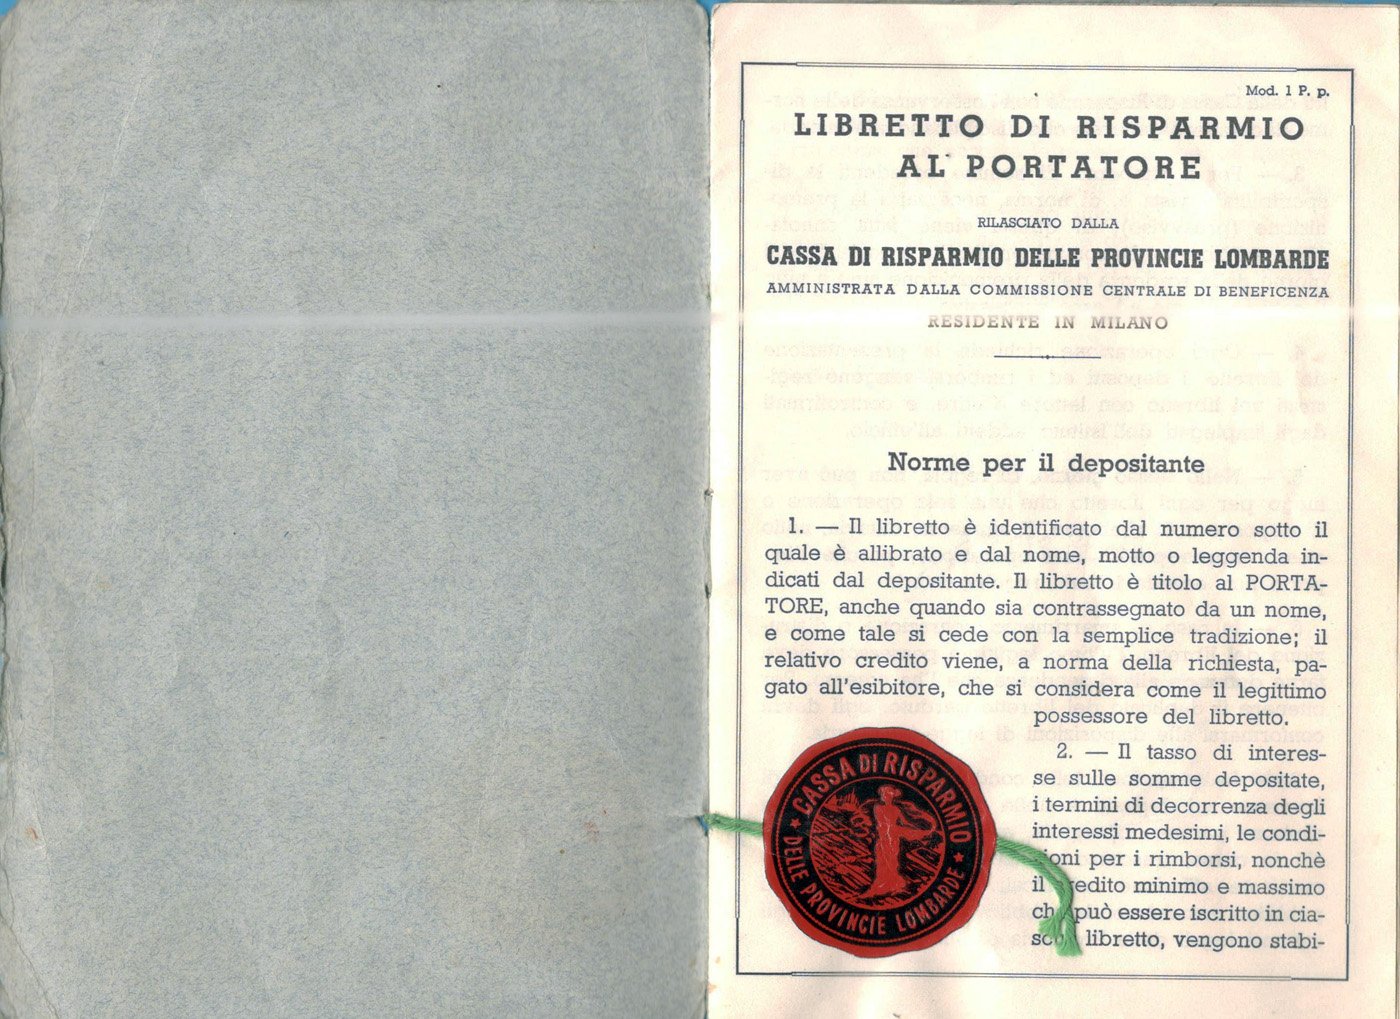 Mod. 1 P. p.
LIBRETTO DI RISPARMIO
AL PORTATORE
RILASCIATO DALLA
CASSA DI RISPARMIO DELLE PROVINCIE LOMBARDE
AMMINISTRATA DALLA COMMISSIONE CENTRALE DI BENEFICENZA
RESIDENTE IN MILANO
Norme per il depositante
1. — Il libretto è identificato dal numero sotto il
quale è allibrato e dal nome, motto o leggenda in-
dicati dal depositante. Il libretto è titolo al PORTA-
TORE, anche quando sia contrassegnato da un nome,
e come tale si cede con la semplice tradizione; il
relativo credito viene, a norma della richiesta, pa-
gato all'esibitore, che si considera come il legittimo
possessore del libretto.
2. — Il tasso di interes-
se sulle somme depositate,
i termini di decorrenza degli
interessi medesimi, le condi-
zioni per i rimborsi, nonchè
il credito minimo e massimo
che può essere iscritto in cia-
scun libretto, vengono stabi-
CASSA DI RISPARMIO
DELLE PROVINCIE LOMBARDE